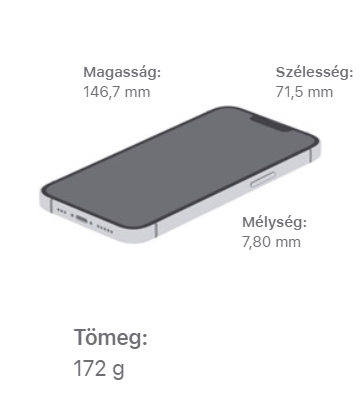 Magasság:
146,7 mm
Szélesség:
71,5 mm
Mélység:
7,80 mm
Tömeg:
172 g